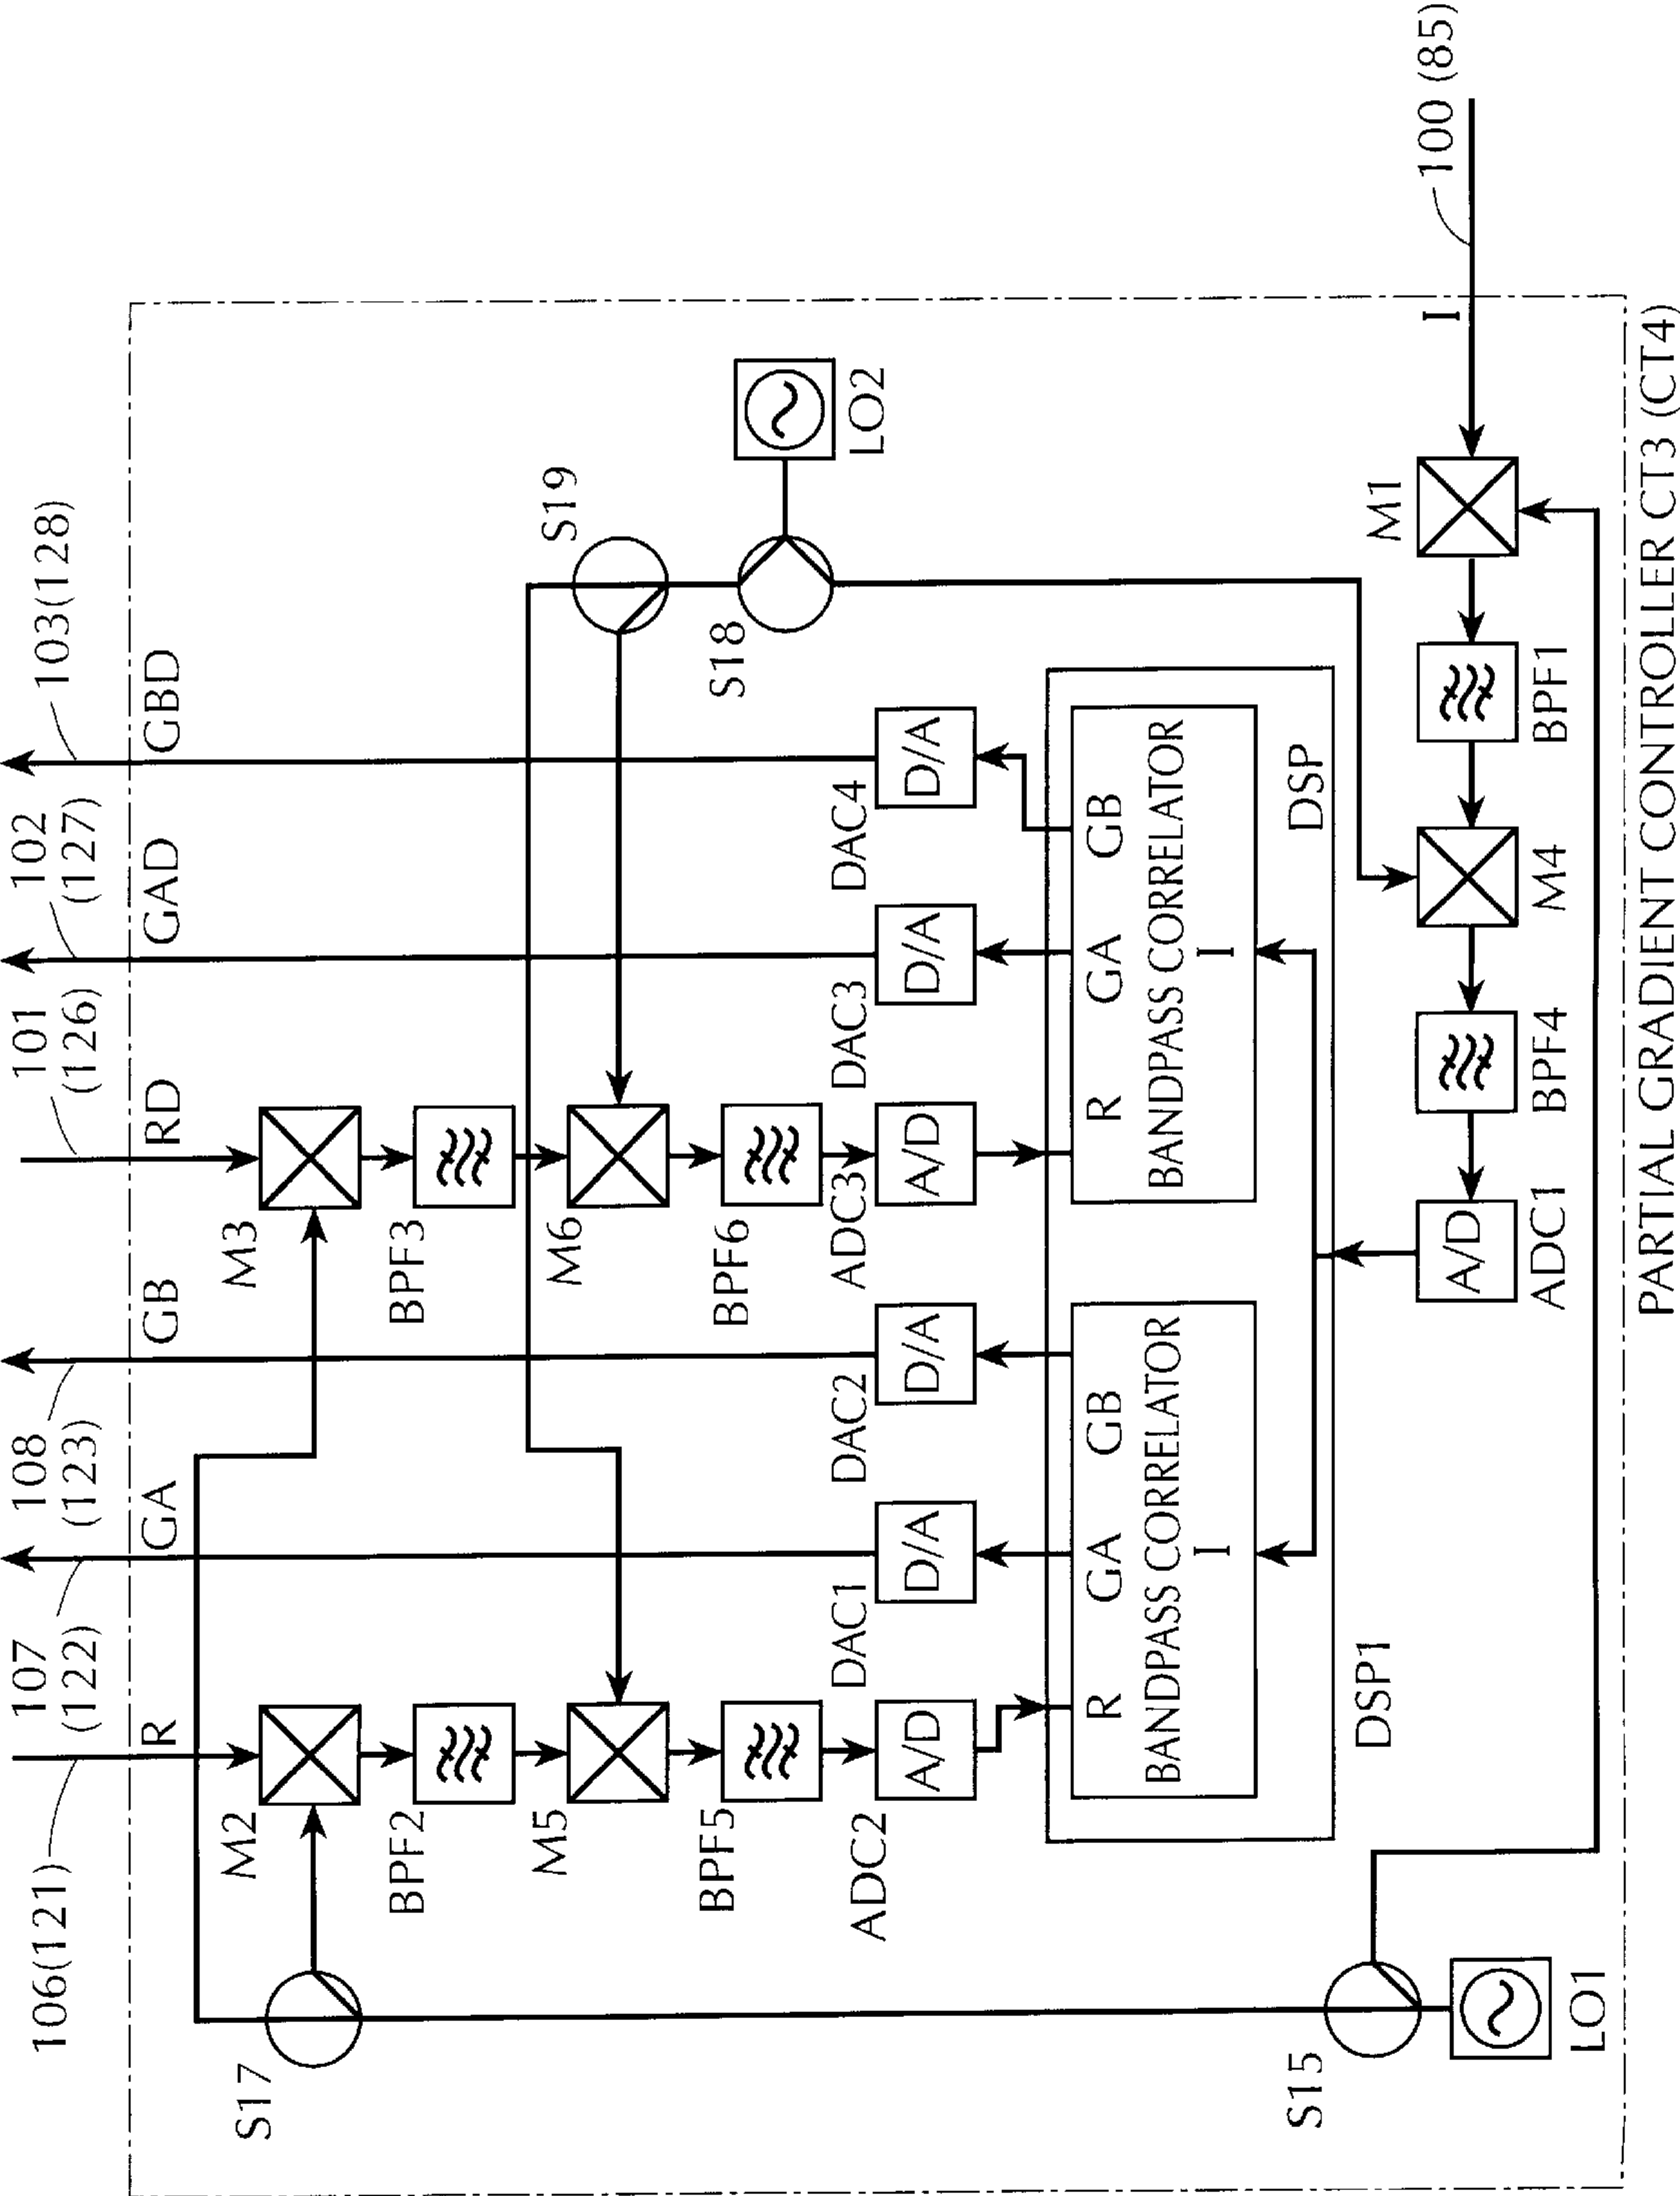 106(121)
107
(122)
108
(123)
101
(126)
102
(127)
103(128)
R
GA
GB
RD
GAD
GBD
S17
M2
M3
BPF2
BPF3
S19
M5
M6
S18
LO2
BPF5
BPF6
ADC2
DAC1
DAC2
ADC3
DAC3
DAC4
A/D
D/A
D/A
A/D
D/A
D/A
R GA GB
BANDPASS CORRELATOR
I
R GA GB
BANDPASS CORRELATOR
I
DSP
DSP1
S15
LO1
A/D
ADC1
BPF4
M4
BPF1
M1
I
100 (85)
PARTIAL GRADIENT CONTROLLER CT3 (CT4)